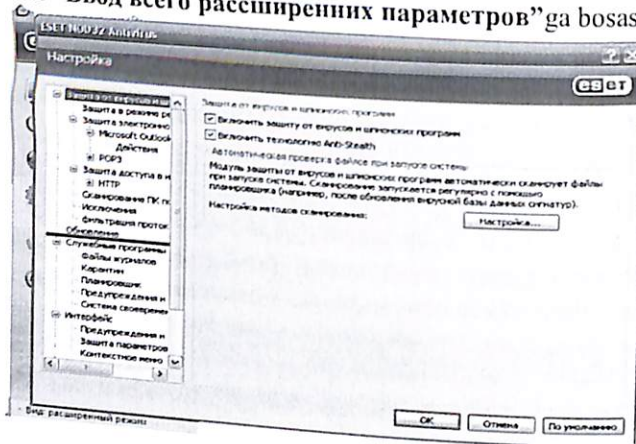 Ввод всего расширенних параметров”ga bosas
ESET NOD32 Antivirus
Настройка
eset
Защита от вирусов и ш
Защита в режиме ре
Защита электронно
Microsoft Outlook
Действия
POP3
Защита доступа в и
HTTP
Сканирование ПК по
Исключения
Фильтрация проток
Обновление
Служебные программы
Файлы журналов
Карантин
Планировщик
Предупреждения и
Система своевремен
Интерфейс
Предупреждения и
Защита параметров
Контекстное меню
Защита от вирусов и шпионских программ
Включить защиту от вирусов и шпионских программ
Включить технологию Anti-Stealth
Автоматическая проверка файлов при запуске системы
Модуль защиты от вирусов и шпионских программ автоматически сканирует файлы
при запуске системы. Сканирование запускается регулярно с помощью
планировщика (например, после обновления вирусной базы данных сигнатур).
Настройка методов сканирования:
Настройка...
OK
Отмена
По умолчанию
Вид: расширенный режим